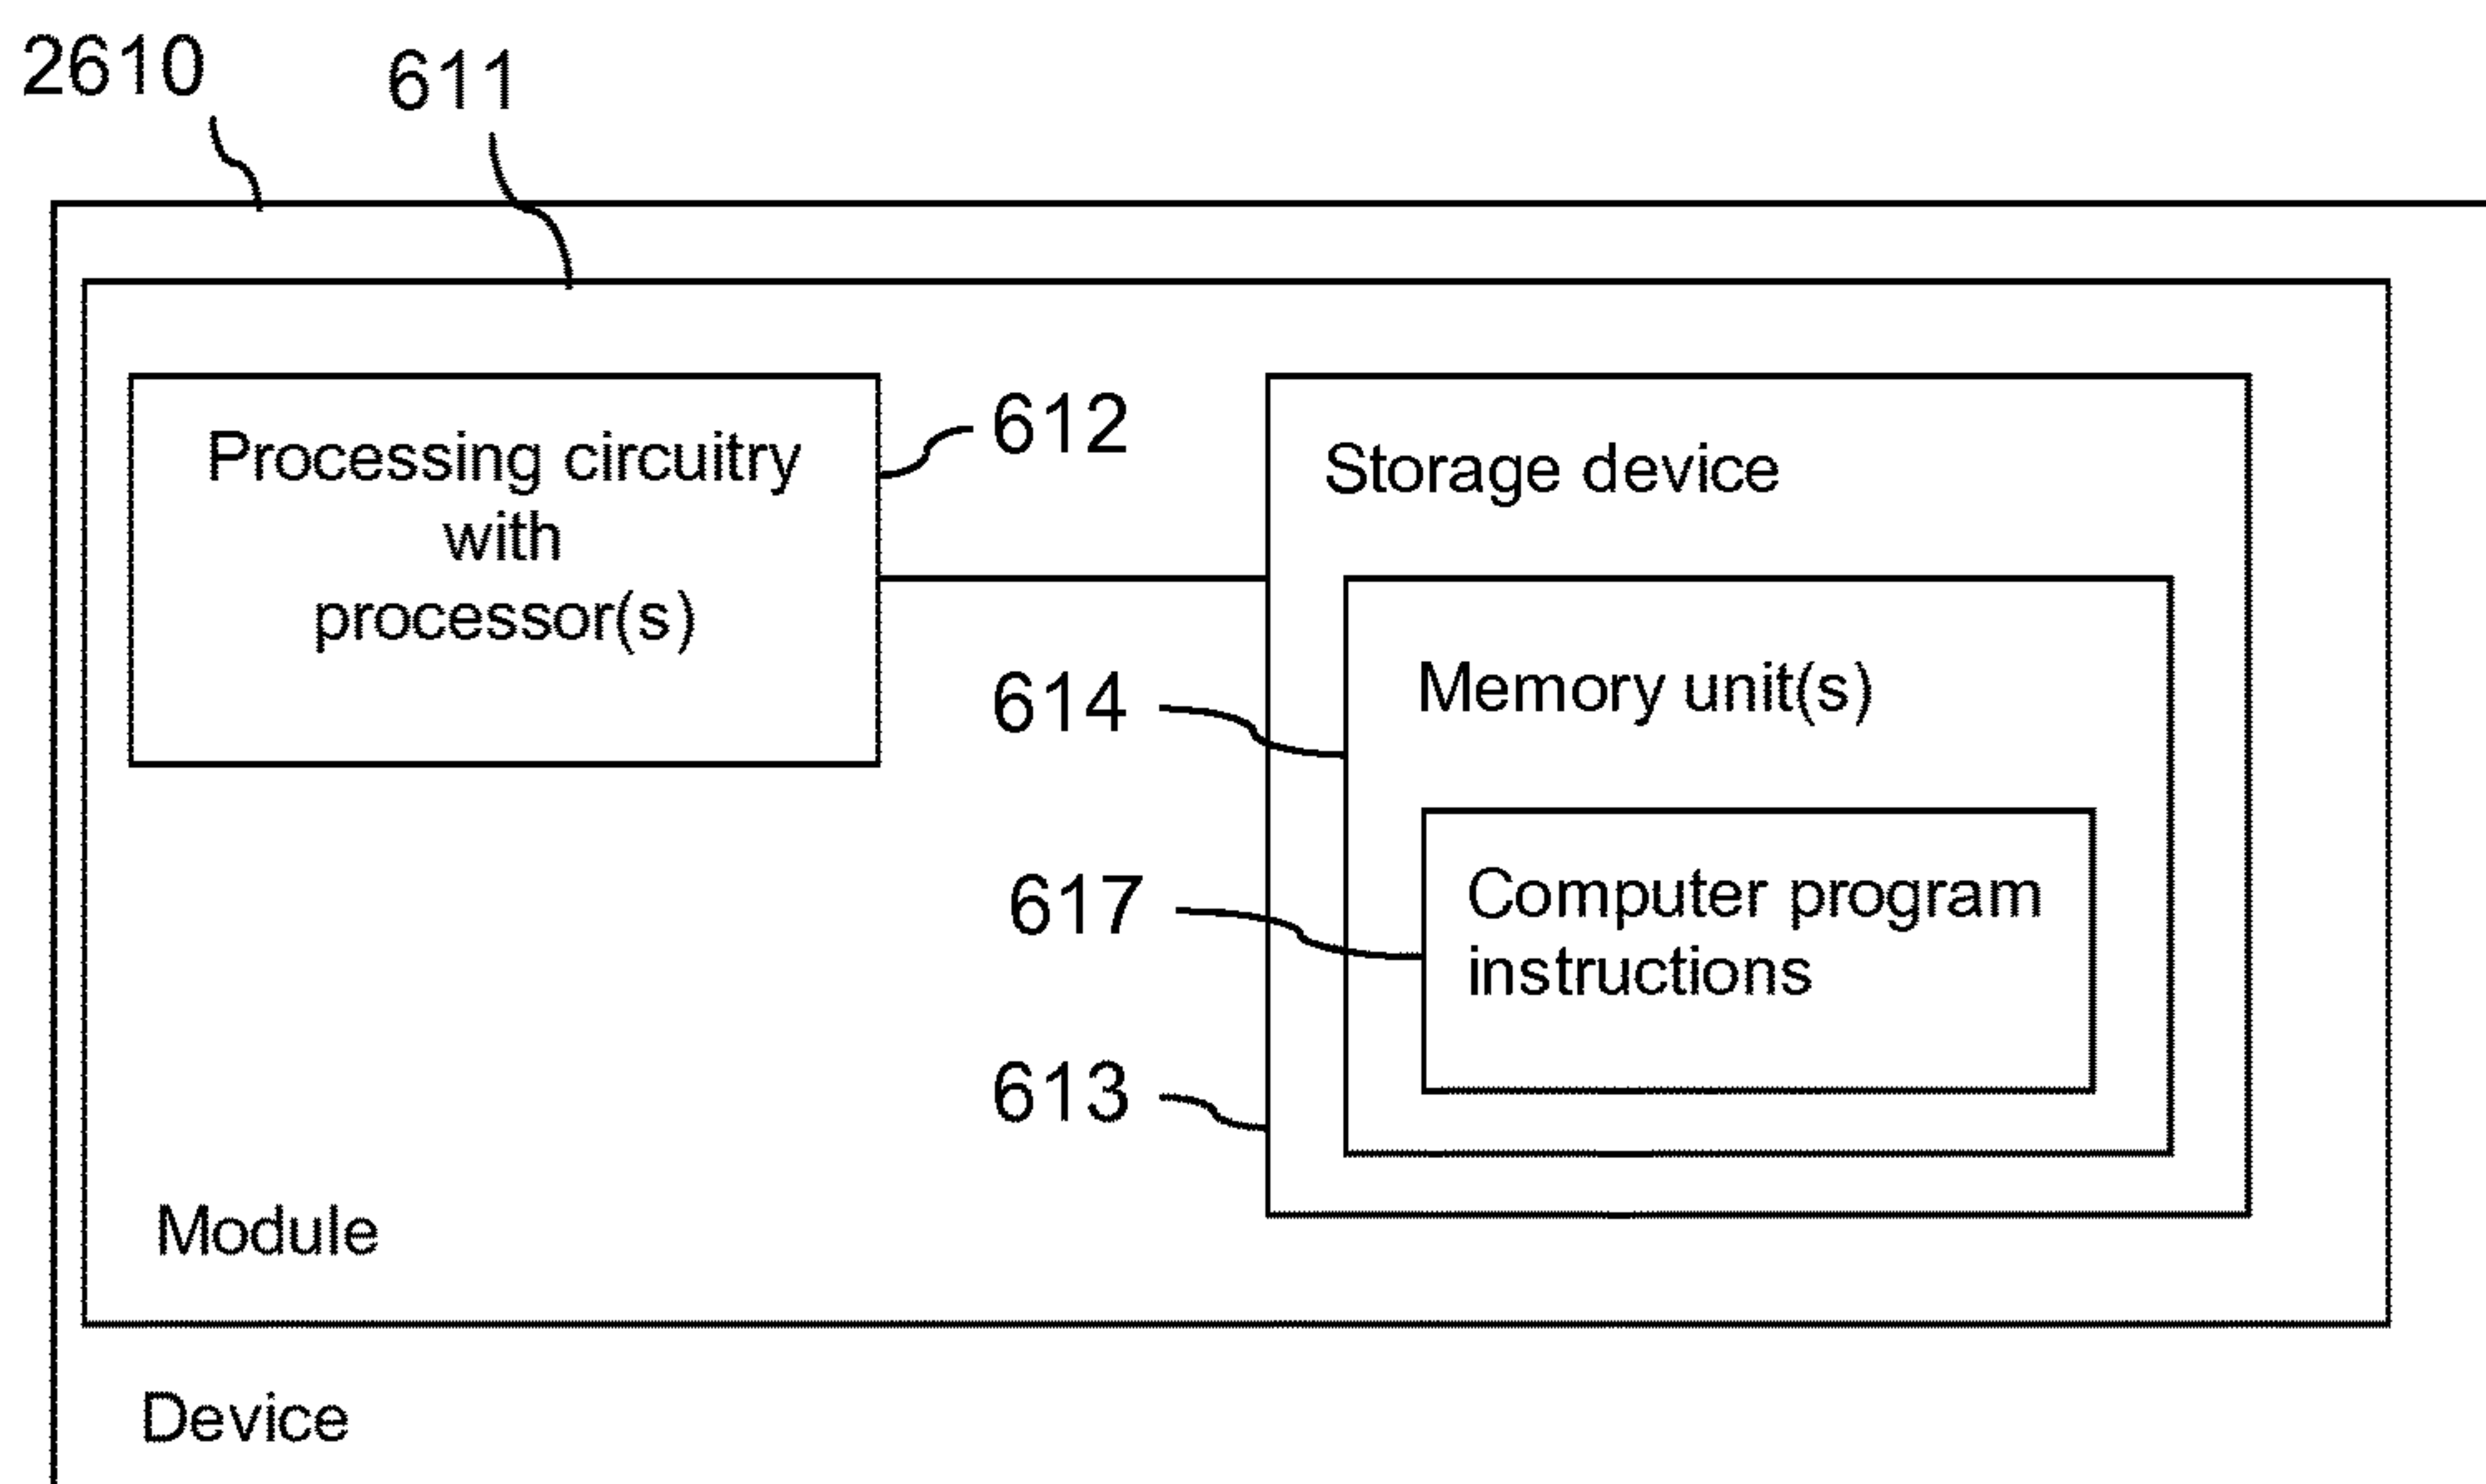 2610
611
Processing circuitry
with
processor(s)
612
Storage device
614
Memory unit(s)
617
Computer program
instructions
613
Module
Device